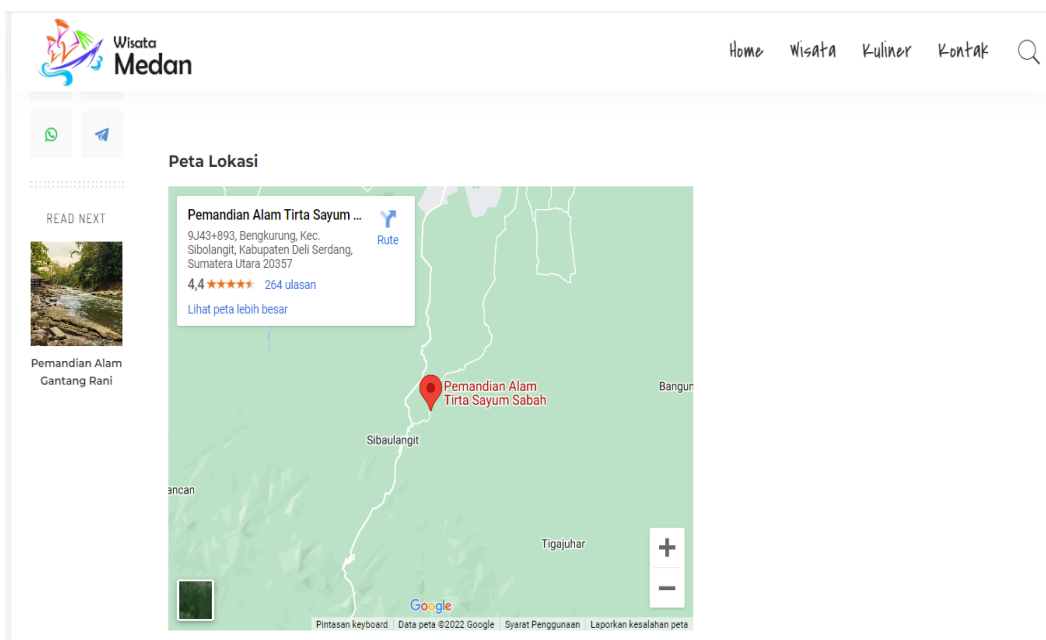 Wisata
Medan
Home Wisata Kuliner Kontak
READ NEXT
Pemandian Alam
Gantang Rani
Peta Lokasi
Pemandian Alam Tirta Sayum ...
9J43+893, Bengkurung, Kec.
Sibolangit, Kabupaten Deli Serdang,
Sumatera Utara 20357
Rute
4,4 264 ulasan
Lihat peta lebih besar
Pemandian Alam
Tirta Sayum Sabah
Bangun
Sibaulangit
ancan
Tigajuhar
Google
Pintasan keyboard Data peta ©2022 Google Syarat Penggunaan Laporkan kesalahan peta